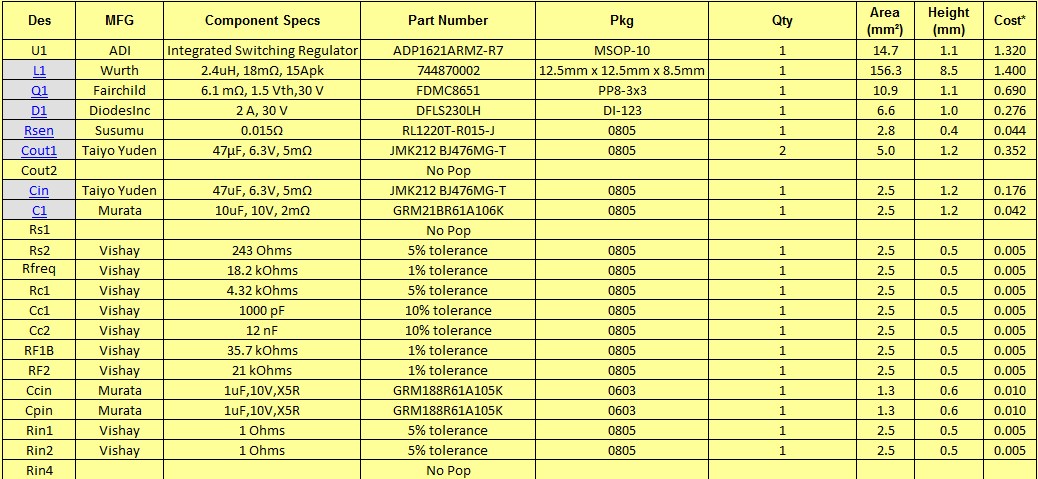 Des MFG Component Specs Part Number Pkg Qty Area (mm²) Height (mm) Cost*
U1 ADI Integrated Switching Regulator ADP1621ARMZ-R7 MSOP-10 1 14.7 1.1 1.320
L1 Wurth 2.4uH, 18mΩ, 15Apk 744870002 12.5mm x 12.5mm x 8.5mm 1 156.3 8.5 1.400
Q1 Fairchild 6.1 mΩ, 1.5 Vth,30 V FDMC8651 PP8-3x3 1 10.9 1.1 0.690
D1 DiodesInc 2 A, 30 V DFLS230LH DI-123 1 6.6 1.0 0.276
Rsen Susumu 0.015Ω RL1220T-R015-J 0805 1 2.8 0.4 0.044
Cout1 Taiyo Yuden 47µF, 6.3V, 5mΩ JMK212 BJ476MG-T 0805 2 5.0 1.2 0.352
Cout2 No Pop
Cin Taiyo Yuden 47uF, 6.3V, 5mΩ JMK212 BJ476MG-T 0805 1 2.5 1.2 0.176
C1 Murata 10uF, 10V, 2mΩ GRM21BR61A106K 0805 1 2.5 1.2 0.042
Rs1 No Pop
Rs2 Vishay 243 Ohms 5% tolerance 0805 1 2.5 0.5 0.005
Rfreq Vishay 18.2 kOhms 1% tolerance 0805 1 2.5 0.5 0.005
Rc1 Vishay 4.32 kOhms 5% tolerance 0805 1 2.5 0.5 0.005
Cc1 Vishay 1000 pF 10% tolerance 0805 1 2.5 0.5 0.005
Cc2 Vishay 12 nF 10% tolerance 0805 1 2.5 0.5 0.005
RF1B Vishay 35.7 kOhms 1% tolerance 0805 1 2.5 0.5 0.005
RF2 Vishay 21 kOhms 1% tolerance 0805 1 2.5 0.5 0.005
Ccin Murata 1uF,10V,X5R GRM188R61A105K 0603 1 1.3 0.6 0.010
Cpin Murata 1uF,10V,X5R GRM188R61A105K 0603 1 1.3 0.6 0.010
Rin1 Vishay 1 Ohms 5% tolerance 0805 1 2.5 0.5 0.005
Rin2 Vishay 1 Ohms 5% tolerance 0805 1 2.5 0.5 0.005
Rin4 No Pop